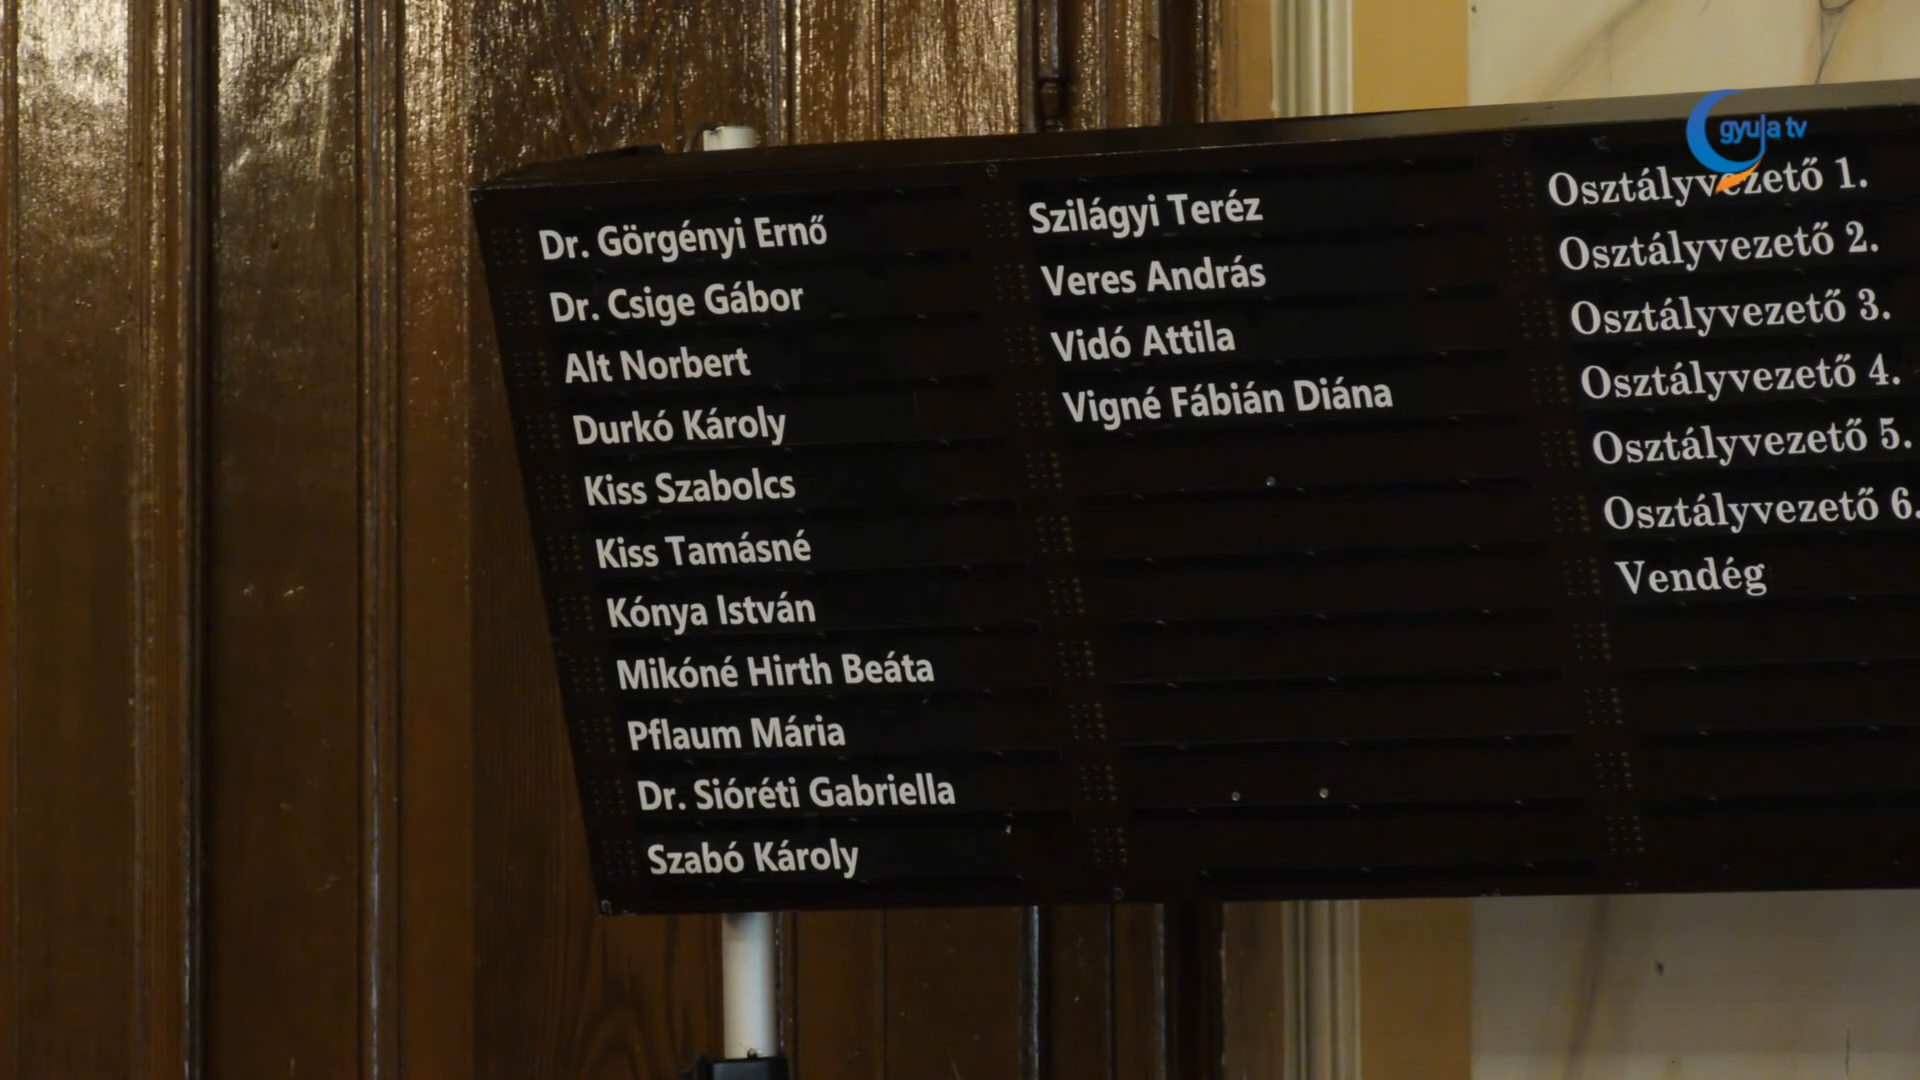 gyula tv
Dr. Görgényi Ernő
Dr. Csige Gábor
Alt Norbert
Durkó Károly
Kiss Szabolcs
Kiss Tamásné
Kónya István
Mikóné Hirth Beáta
Pflaum Mária
Dr. Sióréti Gabriella
Szabó Károly
Szilágyi Teréz
Veres András
Vidó Attila
Vigné Fábián Diána
Osztályvezető 1.
Osztályvezető 2.
Osztályvezető 3.
Osztályvezető 4.
Osztályvezető 5.
Osztályvezető 6.
Vendég